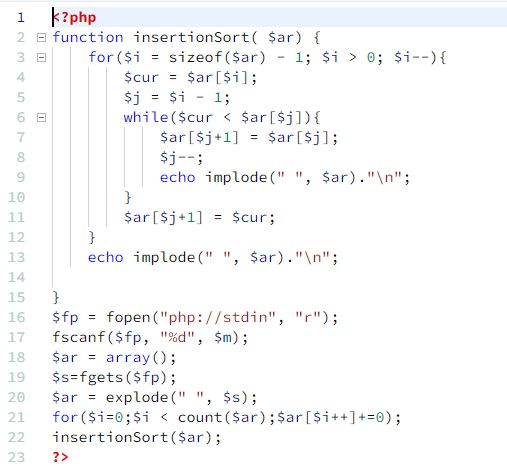 1 <?php
2 function insertionSort( $ar) {
3     for($i = sizeof($ar) - 1; $i > 0; $i--){
4         $cur = $ar[$i];
5         $j = $i - 1;
6         while($cur < $ar[$j]){
7             $ar[$j+1] = $ar[$j];
8             $j--;
9             echo implode(" ", $ar)."\n";
10         }
11         $ar[$j+1] = $cur;
12     }
13     echo implode(" ", $ar)."\n";
14
15 }
16 $fp = fopen("php://stdin", "r");
17 fscanf($fp, "%d", $m);
18 $ar = array();
19 $s=fgets($fp);
20 $ar = explode(" ", $s);
21 for($i=0;$i < count($ar);$ar[$i++]+=0);
22 insertionSort($ar);
23 ?>